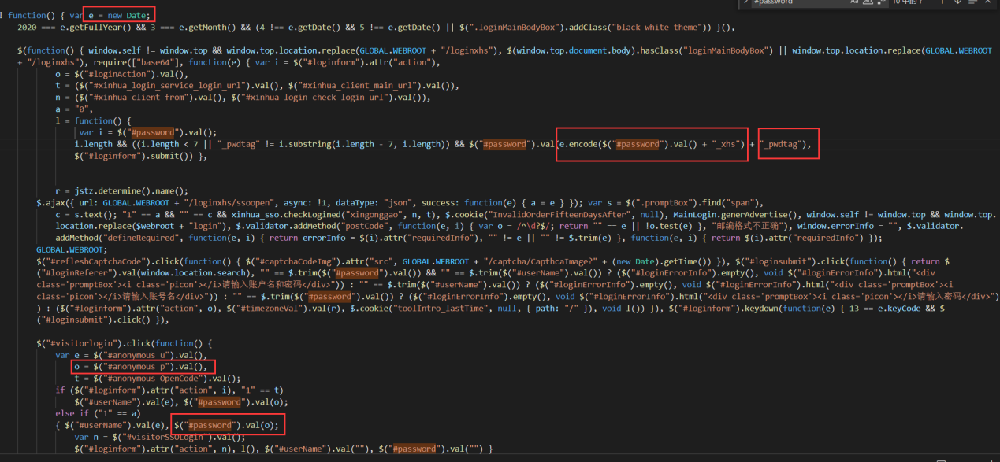 #password
Aa ab
10 中的 ?
! function() { var e = new Date;
2020 === e.getFullYear() && 3 === e.getMonth() && (4 !== e.getDate() && 5 !== e.getDate() || $(".loginMainBodyBox").addClass("black-white-theme")) }(),
$(function() { window.self != window.top && window.top.location.replace(GLOBAL.WEBROOT + "/loginxhs"), $(window.top.document.body).hasClass("loginMainBodyBox") || window.top.location.replace(GLOBAL.WEBROOT
+ "/loginxhs"), require(["base64"], function(e) { var i = $("#loginform").attr("action"),
o = $("#loginAction").val(),
t = ($("#xinhua_login_service_login_url").val(), $("#xinhua_client_main_url").val()),
n = ($("#xinhua_client_from").val(), $("#xinhua_login_check_login_url").val()),
a = "0",
l = function() {
var i = $("#password").val();
i.length && ((i.length < 7 || "_pwdtag" != i.substring(i.length - 7, i.length)) && $("#password").val(e.encode($("#password").val() + "_xhs") + "_pwdtag"),
$("#loginform").submit()) },
r = jstz.determine().name();
$.ajax({ url: GLOBAL.WEBROOT + "/loginxhs/ssoopen", async: !1, dataType: "json", success: function(e) { a = e } }); var s = $(".promptBox").find("span"),
c = s.text(); "1" == a && "" == c && xinhua_sso.checkLogined("xingonggao", n, t), $.cookie("InvalidOrderFifteenDaysAfter", null), MainLogin.generAdvertise(), window.self != window.top && window.top.
location.replace($webroot + "login"), $.validator.addMethod("postCode", function(e, i) { var o = /^\d?$/; return "" == e || !o.test(e) }, "邮编格式不正确"), window.errorInfo = "", $.validator.
addMethod("defineRequired", function(e, i) { return errorInfo = $(i).attr("requiredInfo"), "" != e || "" != $.trim(e) }, function(e, i) { return $(i).attr("requiredInfo") });
GLOBAL.WEBROOT;
$("#refleshCaptchaCode").click(function() { $("#captchaCodeImg").attr("src", GLOBAL.WEBROOT + "/captcha/CapthcaImage?" + (new Date).getTime()) }), $("#loginsubmit").click(function() { return $
("#loginReferer").val(window.location.search), "" == $.trim($("#password").val()) && "" == $.trim($("#userName").val()) ? ($("#loginErrorInfo").empty(), void $("#loginErrorInfo").html("<div
class='promptBox'><i class='picon'></i>请输入账户名和密码</div>")) : "" == $.trim($("#userName").val()) ? ($("#loginErrorInfo").empty(), void $("#loginErrorInfo").html("<div class='promptBox'><i
class='picon'></i>请输入账号名</div>")) : "" == $.trim($("#password").val()) ? ($("#loginErrorInfo").empty(), void $("#loginErrorInfo").html("<div class='promptBox'><i class='picon'></i>请输入密码</div>")
) : ($("#loginform").attr("action", o), $("#timezoneVal").val(r), $.cookie("toolIntro_lastTime", null, { path: "/" }), void l()) }), $("#loginform").keydown(function(e) { 13 == e.keyCode && $
("#loginsubmit").click() }),
$("#visitorlogin").click(function() {
var e = $("#anonymous_u").val(),
o = $("#anonymous_p").val(),
t = $("#anonymous_OpenCode").val();
if ($("#loginform").attr("action", i), "1" == t)
$("#userName").val(e), $("#password").val(o);
else if ("1" == a)
{ $("#userName").val(e), $("#password").val(o);
var n = $("#visitorSSOLogin").val();
$("#loginform").attr("action", n), l(), $("#userName").val(""), $("#password").val("") }